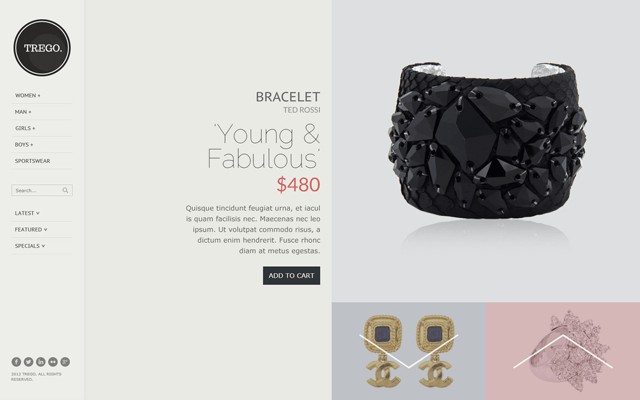 TREGO.
WOMEN +
MAN +
GIRLS +
BOYS +
SPORTSWEAR
Search...
LATEST ∨
FEATURED ∨
SPECIALS ∨
2013 TREGO. ALL RIGHTS
RESERVED.
BRACELET
TED ROSSI
'Young &
Fabulous'
$480
Quisque tincidunt feugiat urna, et iacul
is quam facilisis nec. Maecenas nec leo
ipsum. Ut volutpat commodo risus, a
dictum enim hendrerit. Fusce rhonc
diam at metus egestas.
ADD TO CART